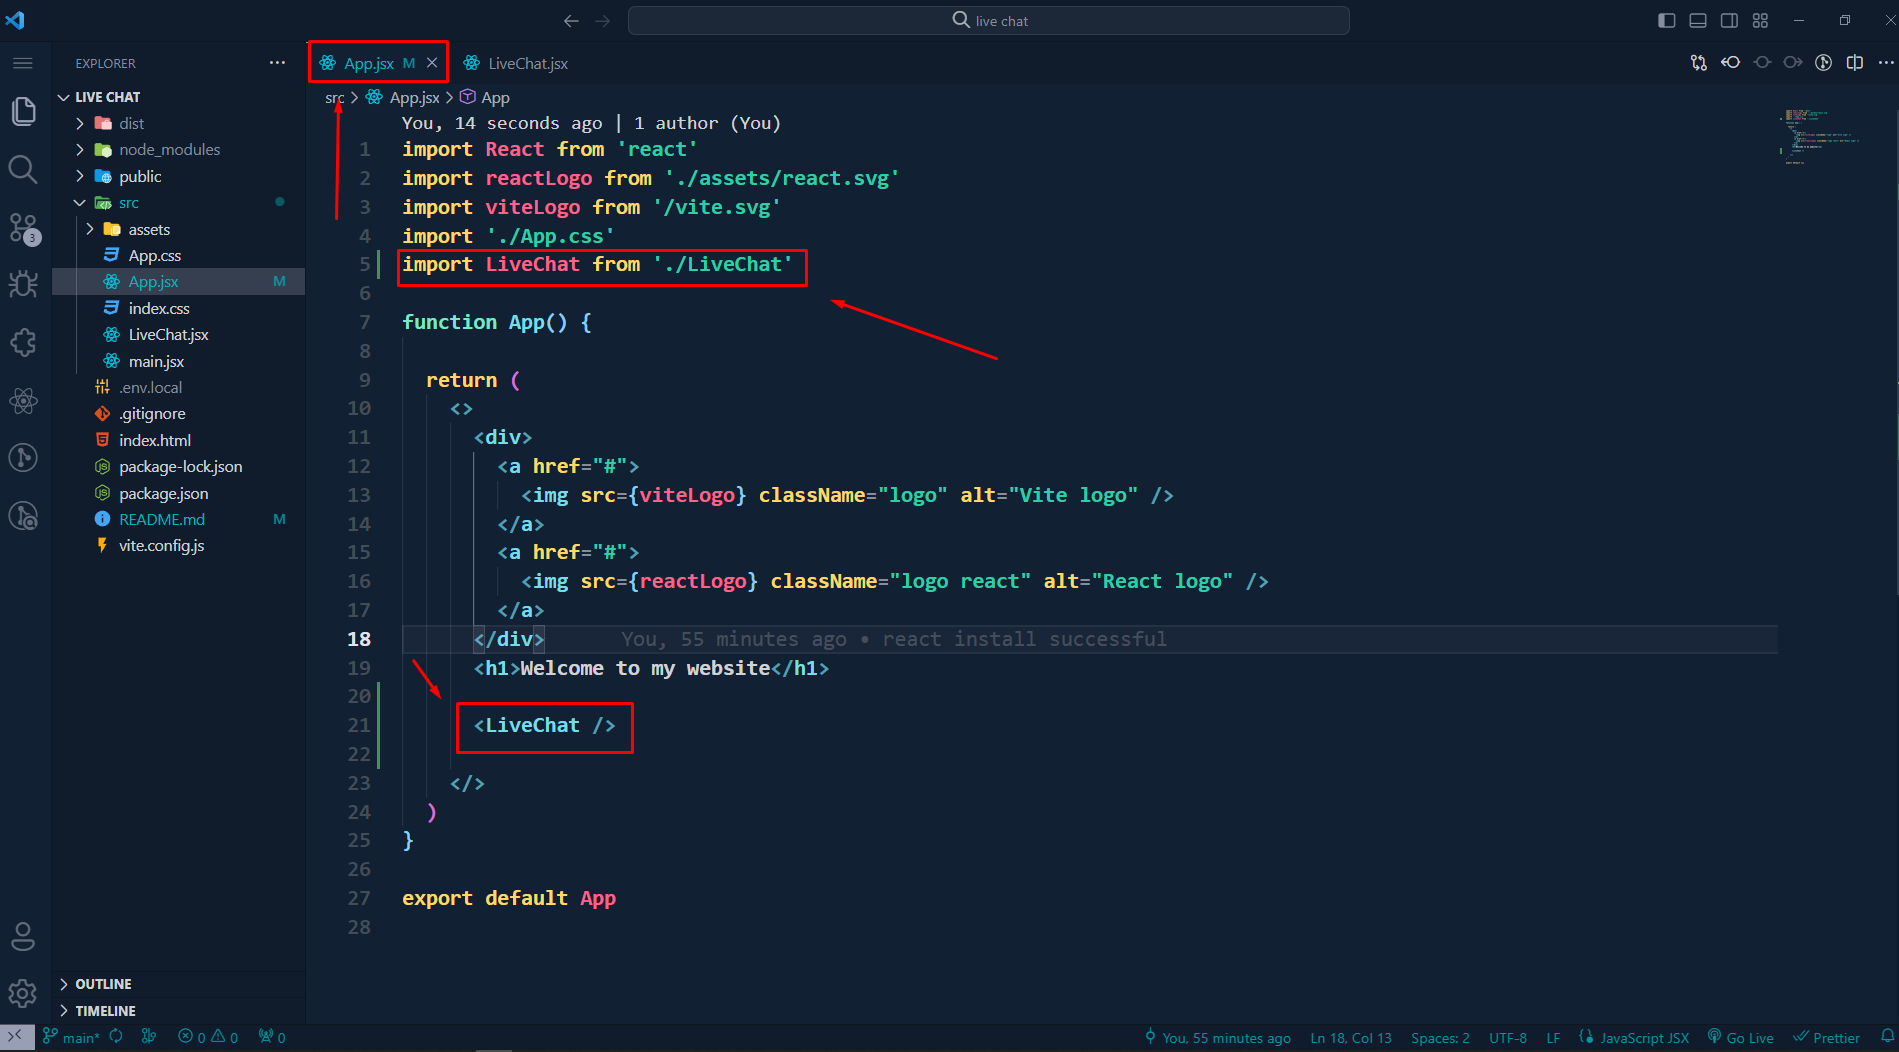 live chat
EXPLORER
LIVE CHAT
dist
node_modules
public
src
assets
App.css
App.jsx M
index.css
LiveChat.jsx
main.jsx
.env.local
.gitignore
index.html
package-lock.json
package.json
README.md M
vite.config.js
OUTLINE
TIMELINE
3
App.jsx M
LiveChat.jsx
src > App.jsx > App
You, 14 seconds ago | 1 author (You)
1 import React from 'react'
2 import reactLogo from './assets/react.svg'
3 import viteLogo from '/vite.svg'
4 import './App.css'
5 import LiveChat from './LiveChat'
6
7 function App() {
8
9 return (
10 <>
11 <div>
12 <a href="#">
13 <img src={viteLogo} className="logo" alt="Vite logo" />
14 </a>
15 <a href="#">
16 <img src={reactLogo} className="logo react" alt="React logo" />
17 </a>
18 </div> You, 55 minutes ago • react install successful
19 <h1>Welcome to my website</h1>
20
21 <LiveChat />
22
23 </>
24 )
25 }
26
27 export default App
28
main* 0 0 0 You, 55 minutes ago Ln 18, Col 13 Spaces: 2 UTF-8 LF JavaScript JSX Go Live Prettier